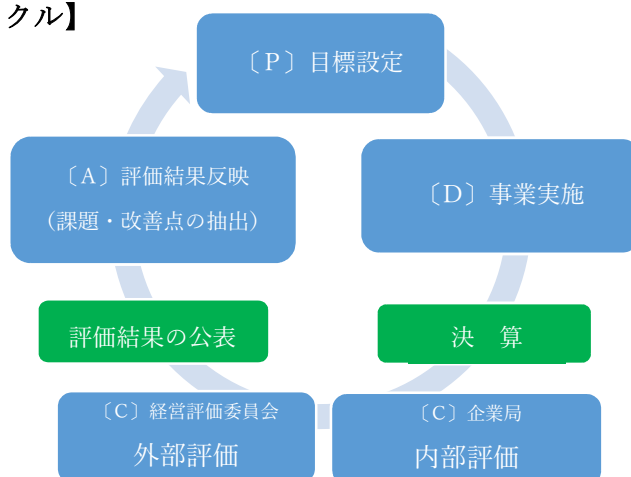 クル】
〔P〕目標設定
〔D〕事業実施
決　算
〔C〕企業局
内部評価
〔C〕経営評価委員会
外部評価
評価結果の公表
〔A〕評価結果反映
（課題・改善点の抽出）